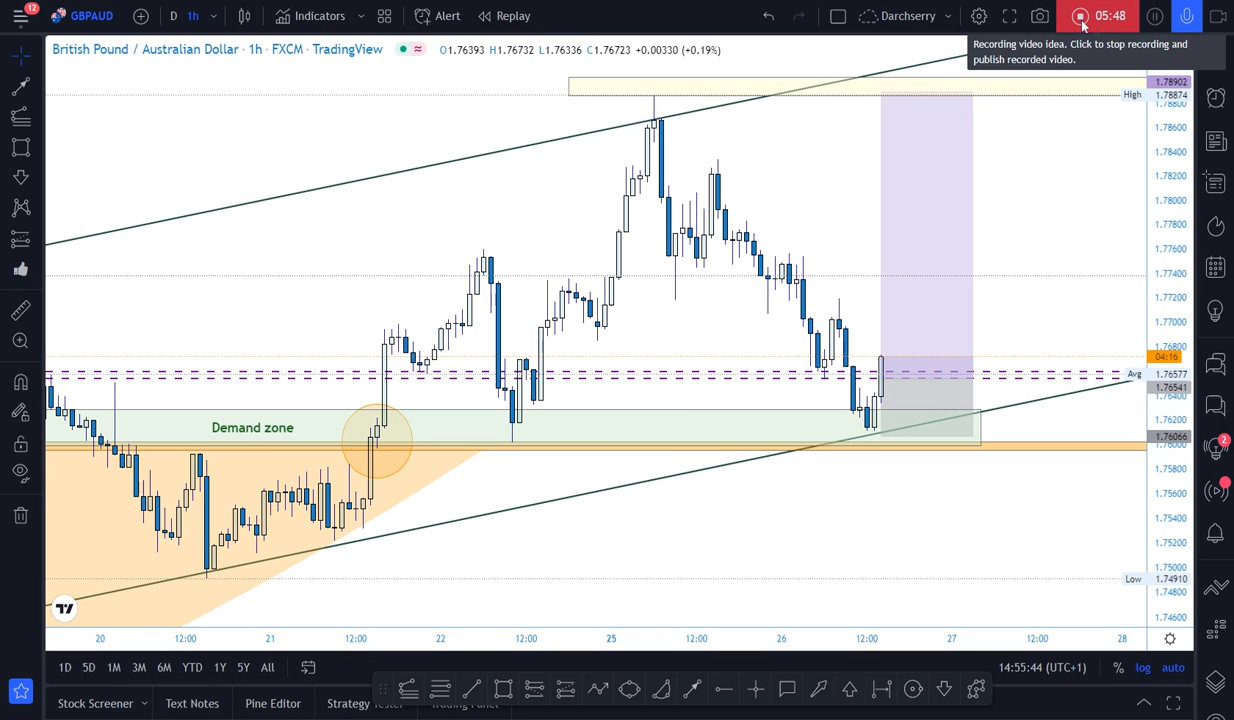 12
GBPAUD
D
1h
Indicators
Alert
Replay
Darchserry
05:48
Recording video idea. Click to stop recording and
publish recorded video.
British Pound / Australian Dollar · 1h · FXCM · TradingView
O1.76393 H1.76732 L1.76336 C1.76723 +0.00330 (+0.19%)
1.78902
High 1.78874
1.78800
1.78600
1.78400
1.78200
1.78000
1.77800
1.77600
1.77400
1.77200
1.77000
1.76800
04:16
Avg 1.76577
1.76541
1.76400
1.76200
1.76066
1.75800
1.75600
1.75400
1.75200
1.75000
Low 1.74910
1.74800
1.74600
Demand zone
2
20 12:00 21 12:00 22 12:00 25 12:00 26 12:00 27 12:00 28
1D 5D 1M 3M 6M YTD 1Y 5Y All
14:55:44 (UTC+1) % log auto
Stock Screener Text Notes Pine Editor